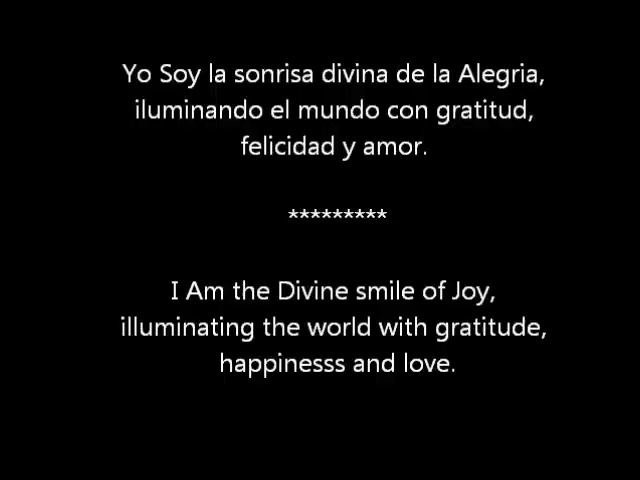 Yo Soy la sonrisa divina de la Alegria,
iluminando el mundo con gratitud,
felicidad y amor.
*********
I Am the Divine smile of Joy,
illuminating the world with gratitude,
happinesss and love.